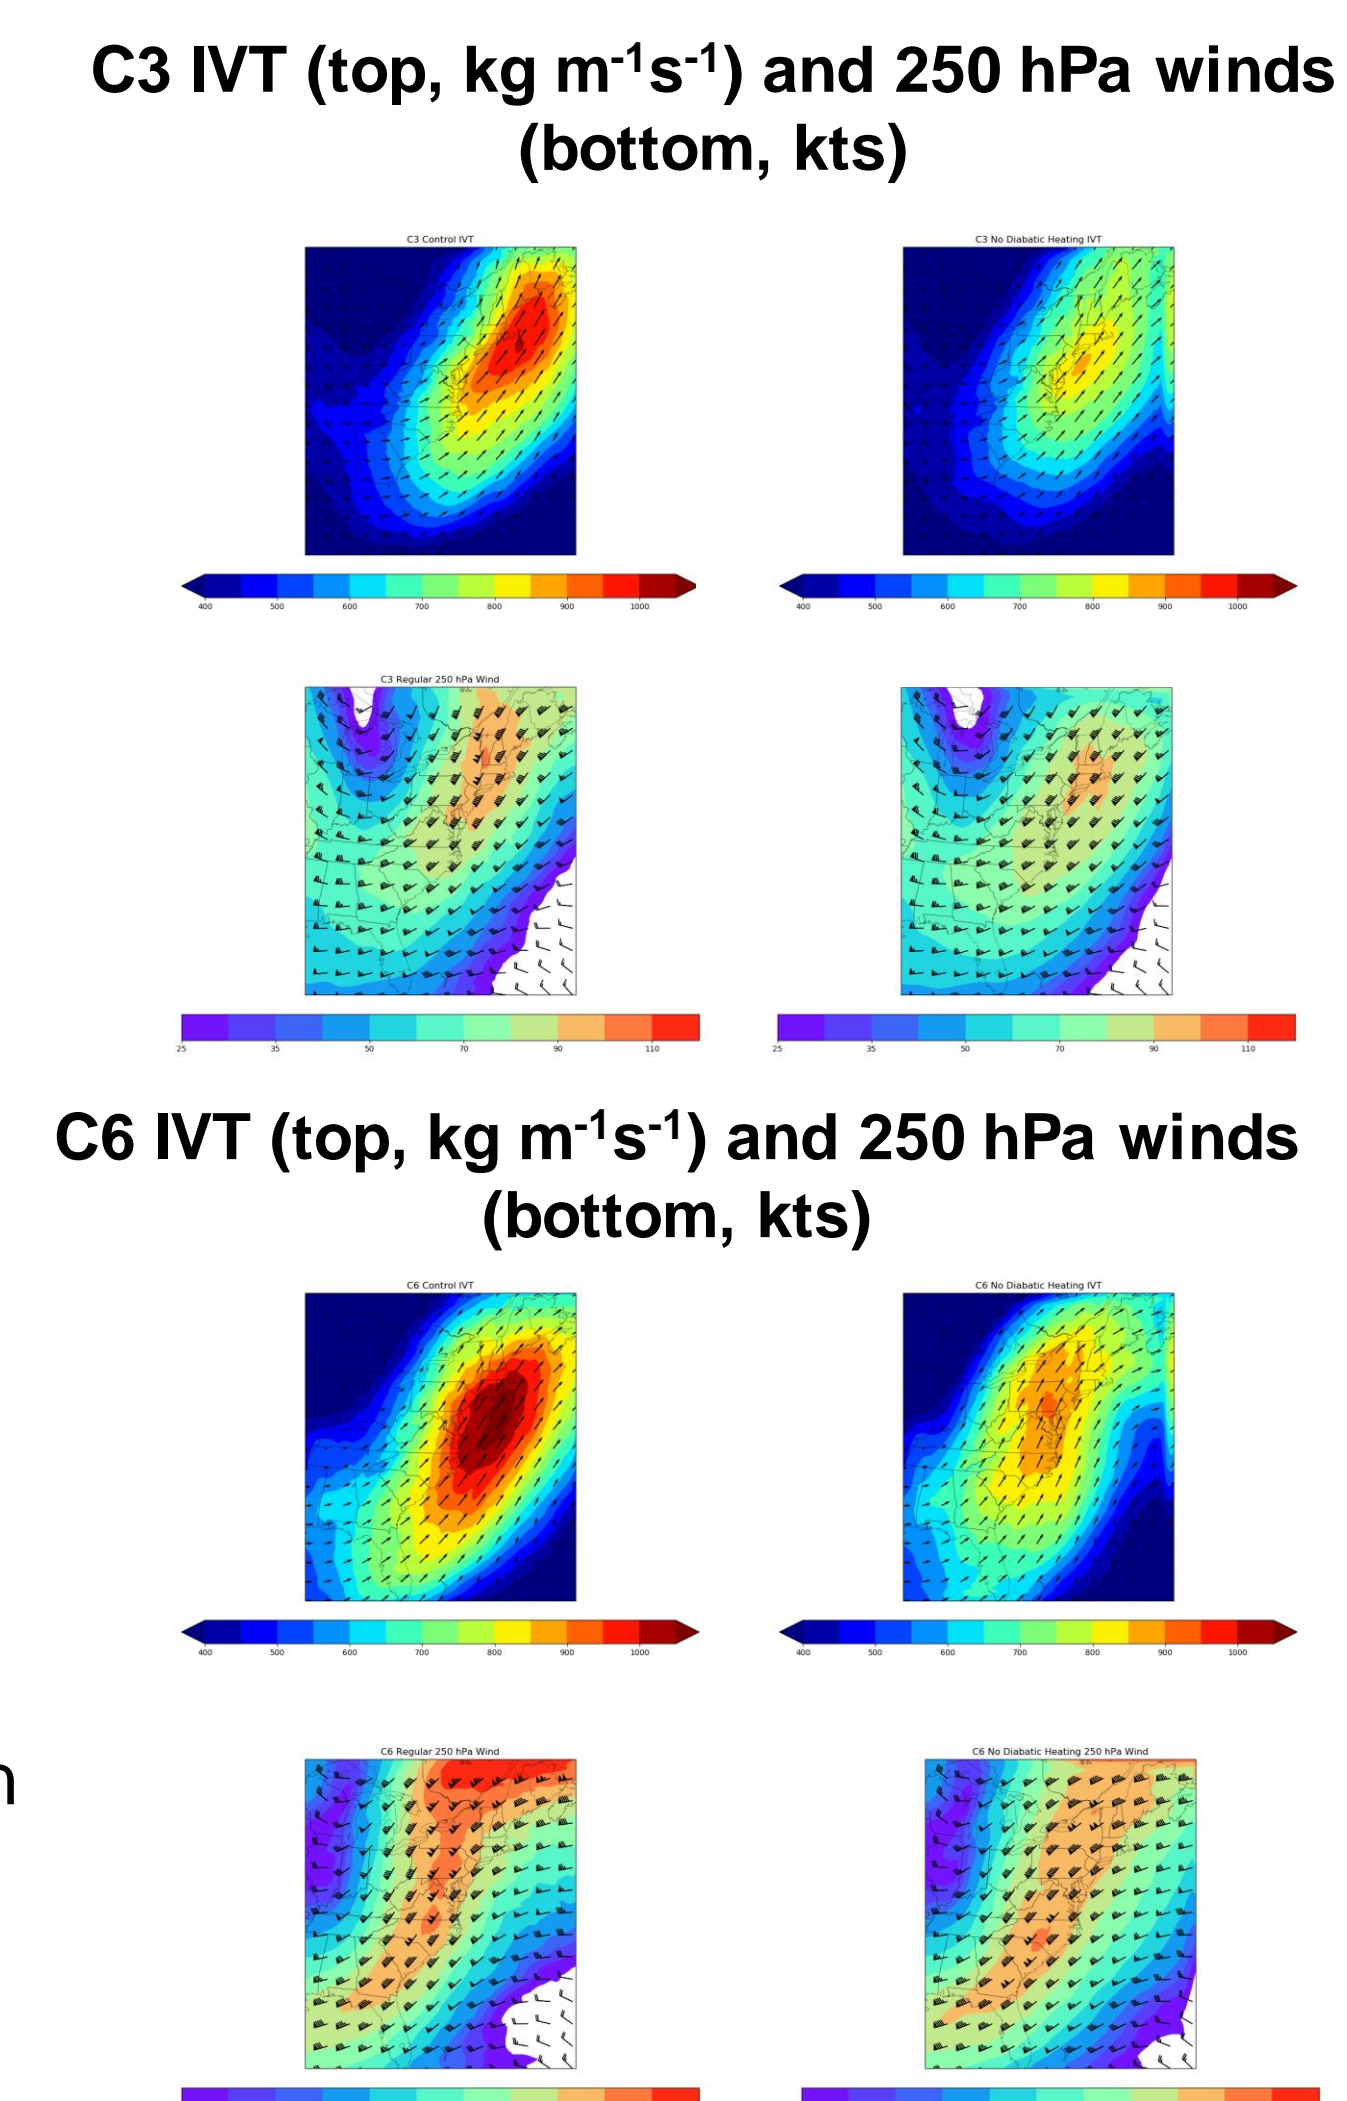 C3 IVT (top, kg m-1s-1) and 250 hPa winds
(bottom, kts)
C3 Control IVT
C3 No Diabatic Heating IVT
400 500 600 700 800 900 1000
400 500 600 700 800 900 1000
C3 Regular 250 hPa Wind
25 35 50 70 90 110
25 35 50 70 90 110
C6 IVT (top, kg m-1s-1) and 250 hPa winds
(bottom, kts)
C6 Control IVT
C6 No Diabatic Heating IVT
400 500 600 700 800 900 1000
400 500 600 700 800 900 1000
C6 Regular 250 hPa Wind
C6 No Diabatic Heating 250 hPa Wind
n